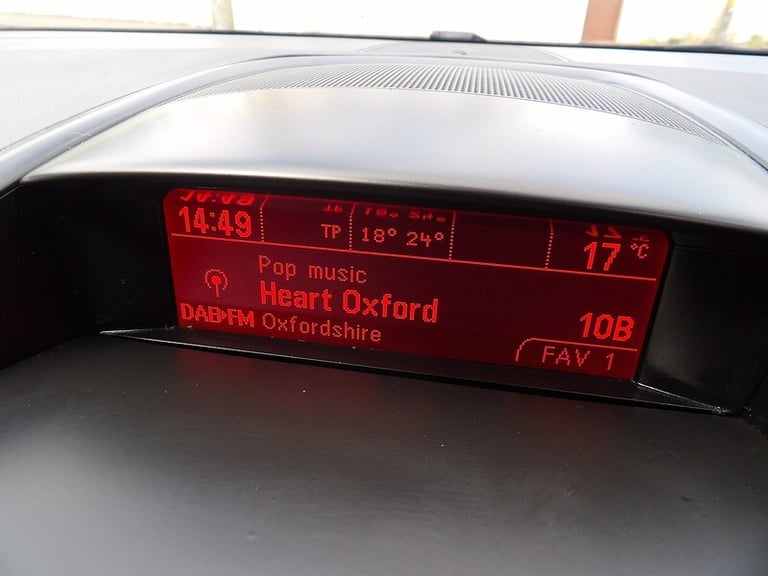 14:49 TP 18° 24° 17 °C
Pop music
Heart Oxford 10B
DAB▸FM Oxfordshire FAV 1